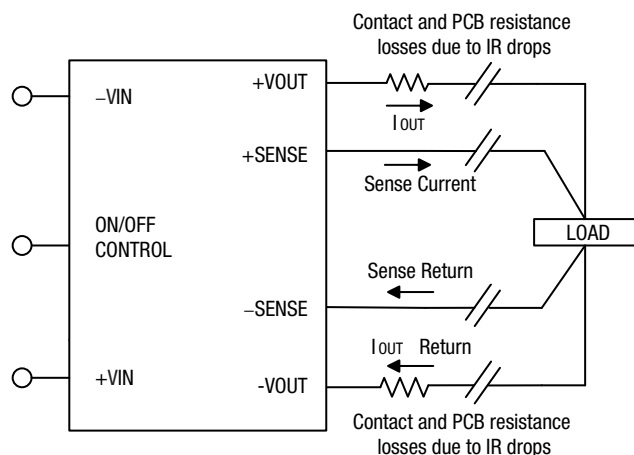 Contact and PCB resistance
losses due to IR drops
+VOUT
−VIN
IOUT
+SENSE
Sense Current
ON/OFF
CONTROL
LOAD
Sense Return
−SENSE
IOUT Return
+VIN
-VOUT
Contact and PCB resistance
losses due to IR drops